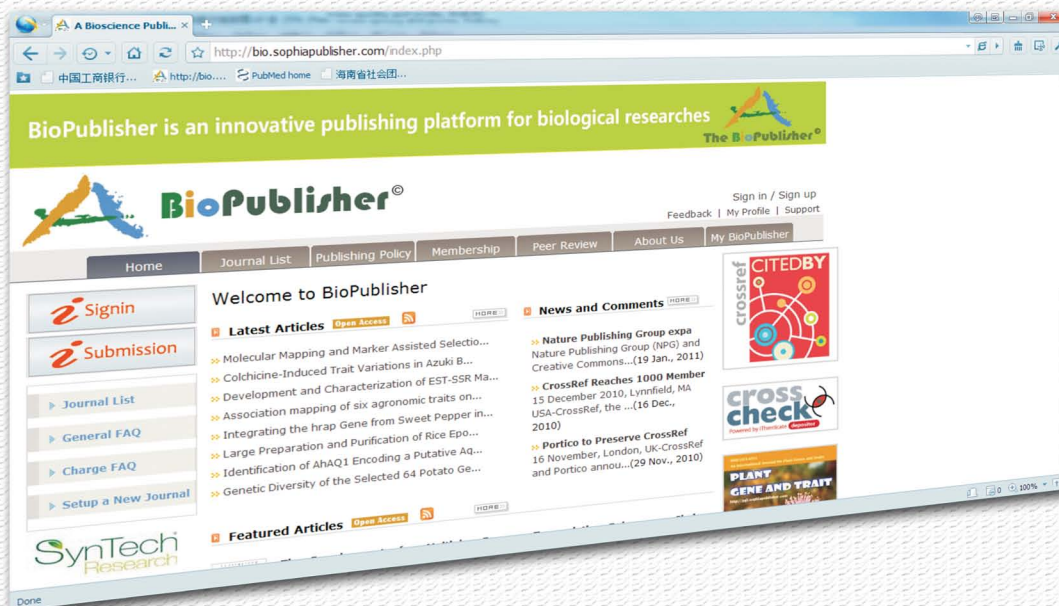 A Bioscience Publi...
http://bio.sophiapublisher.com/index.php
中国工商银行...
http://bio....
PubMed home
海南省社会团...
BioPublisher is an innovative publishing platform for biological researches
The BioPublisher©
BioPublisher©
Sign in / Sign up
Feedback | My Profile | Support
Home
Journal List
Publishing Policy
Membership
Peer Review
About Us
My BioPublisher
i Signin
i Submission
Journal List
General FAQ
Charge FAQ
Setup a New Journal
SynTech
Research
Welcome to BioPublisher
Latest Articles Open Access MORE
Molecular Mapping and Marker Assisted Selectio...
Colchicine-Induced Trait Variations in Azuki B...
Development and Characterization of EST-SSR Ma...
Association mapping of six agronomic traits on...
Integrating the hrap Gene from Sweet Pepper in...
Large Preparation and Purification of Rice Epo...
Identification of AhAQ1 Encoding a Putative Aq...
Genetic Diversity of the Selected 64 Potato Ge...
Featured Articles Open Access MORE
News and Comments MORE
Nature Publishing Group expa
Nature Publishing Group (NPG) and
Creative Commons...(19 Jan., 2011)
CrossRef Reaches 1000 Member
15 December 2010, Lynnfield, MA
USA-CrossRef, the ...(16 Dec.,
2010)
Portico to Preserve CrossRef
16 November, London, UK-CrossRef
and Portico annou...(29 Nov., 2010)
crossref
CITEDBY
cross
check
Powered by iThenticate depositor
PLANT
GENE AND TRAIT
0
100%
Done